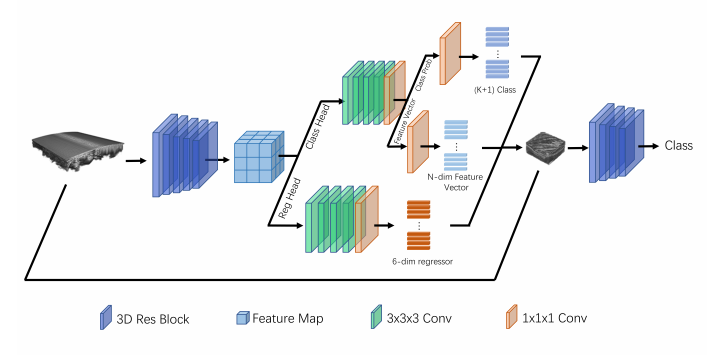 Class Prob
(K+1) Class
Class Head
Feature Vector
N-dim Feature
Vector
Class
Reg Head
6-dim regressor
3D Res Block
Feature Map
3x3x3 Conv
1x1x1 Conv